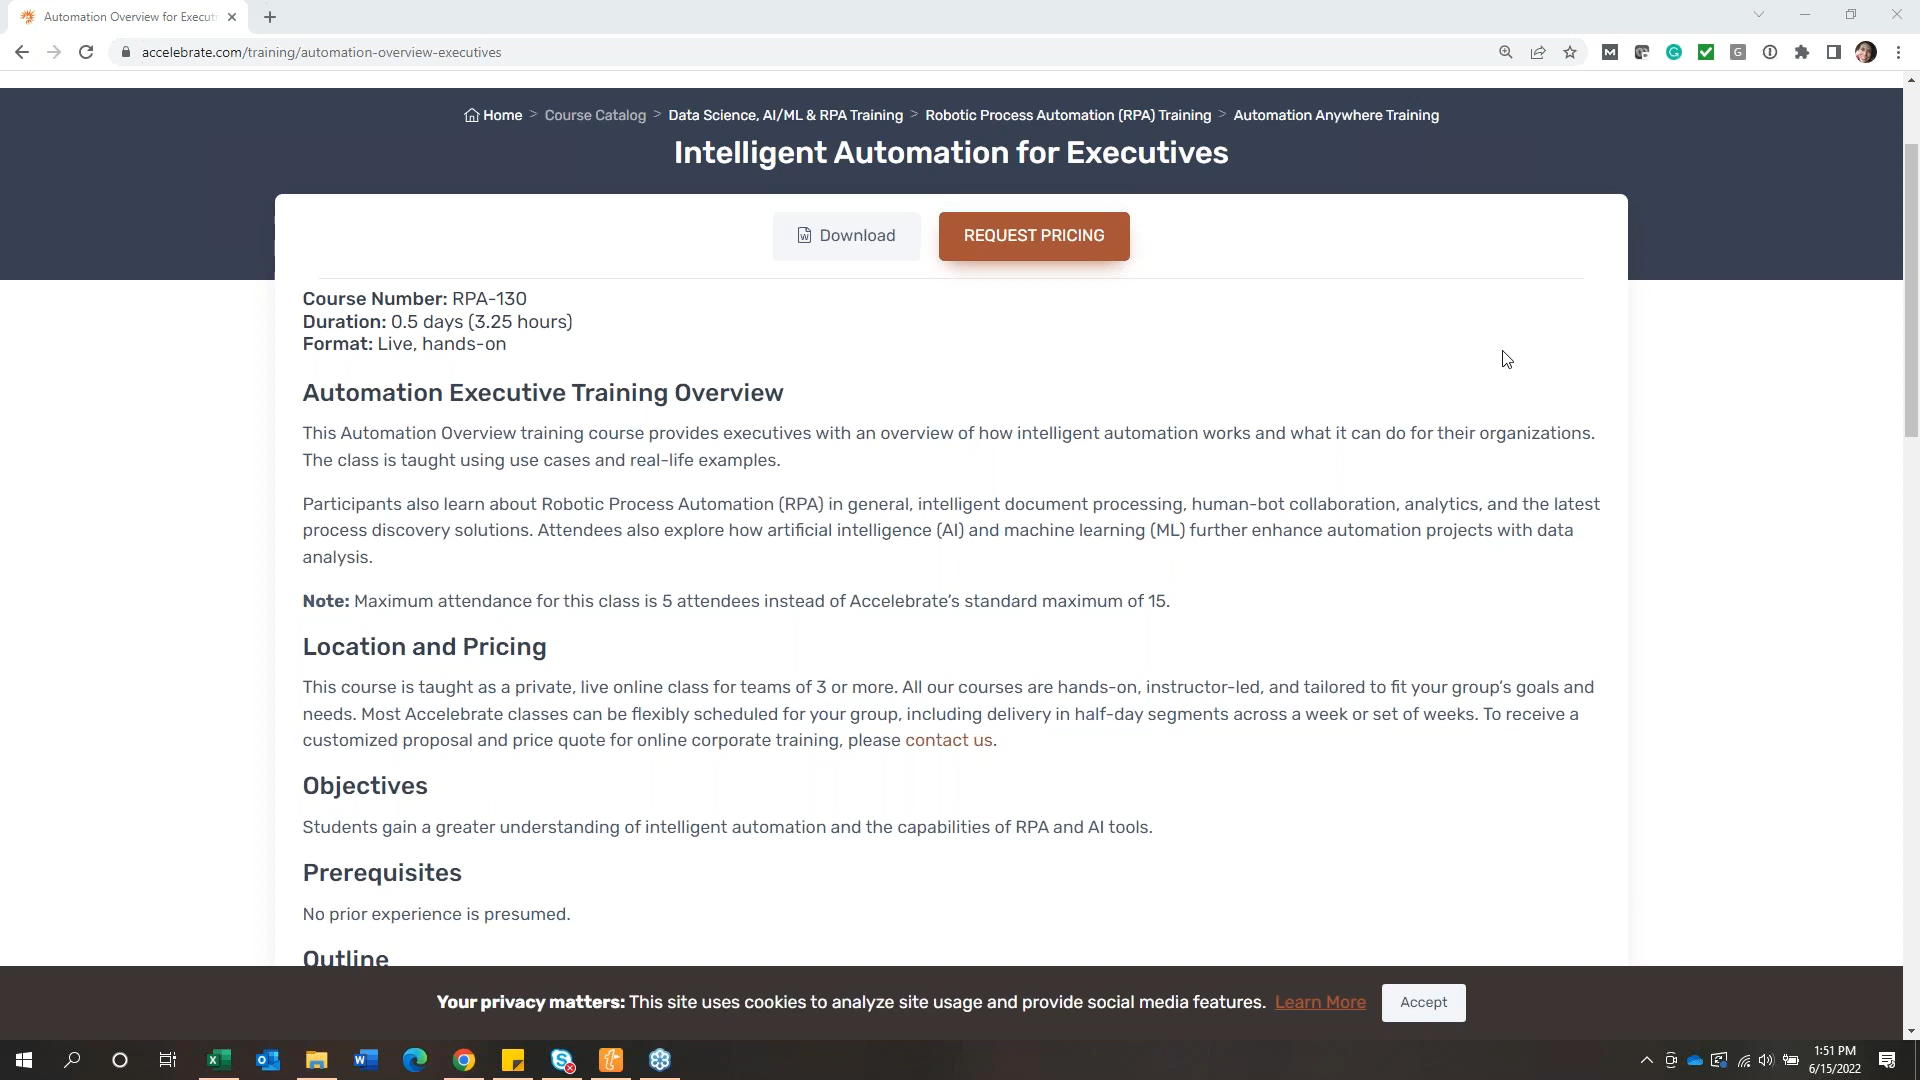 Automation Overview for Execut
accelebrate.com/training/automation-overview-executives
Home > Course Catalog > Data Science, AI/ML & RPA Training > Robotic Process Automation (RPA) Training > Automation Anywhere Training
Intelligent Automation for Executives
Download
REQUEST PRICING
Course Number: RPA-130
Duration: 0.5 days (3.25 hours)
Format: Live, hands-on
Automation Executive Training Overview
This Automation Overview training course provides executives with an overview of how intelligent automation works and what it can do for their organizations.
The class is taught using use cases and real-life examples.
Participants also learn about Robotic Process Automation (RPA) in general, intelligent document processing, human-bot collaboration, analytics, and the latest
process discovery solutions. Attendees also explore how artificial intelligence (AI) and machine learning (ML) further enhance automation projects with data
analysis.
Note: Maximum attendance for this class is 5 attendees instead of Accelebrate's standard maximum of 15.
Location and Pricing
This course is taught as a private, live online class for teams of 3 or more. All our courses are hands-on, instructor-led, and tailored to fit your group's goals and
needs. Most Accelebrate classes can be flexibly scheduled for your group, including delivery in half-day segments across a week or set of weeks. To receive a
customized proposal and price quote for online corporate training, please contact us.
Objectives
Students gain a greater understanding of intelligent automation and the capabilities of RPA and AI tools.
Prerequisites
No prior experience is presumed.
Outline
Your privacy matters: This site uses cookies to analyze site usage and provide social media features. Learn More
Accept
1:51 PM
6/15/2022